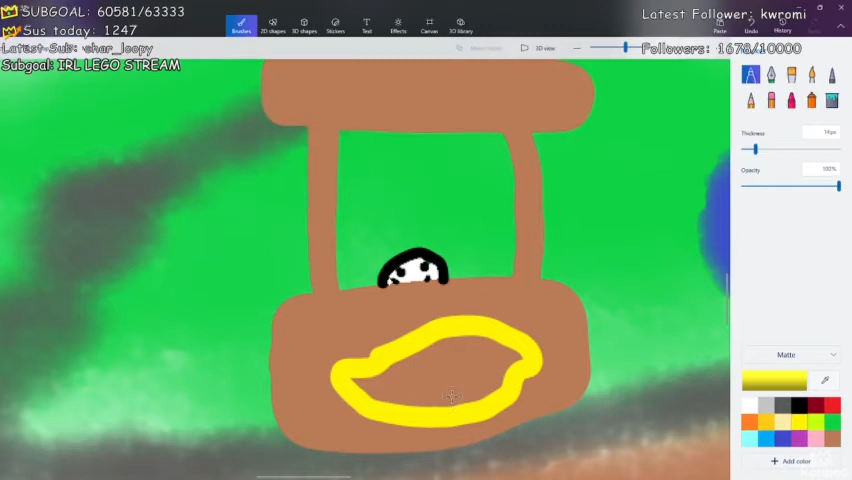 SUBGOAL: 60581/63333
Sus today: 1247
Latest Sub: char_loopy
Subgoal: IRL LEGO STREAM
Latest Follower: kwromi
Followers: 1678/10000
Brushes
2D shapes
3D shapes
Stickers
Text
Effects
Canvas
3D library
Paste
Undo
History
3D view
Thickness
14px
Opacity
100%
Matte
Add color